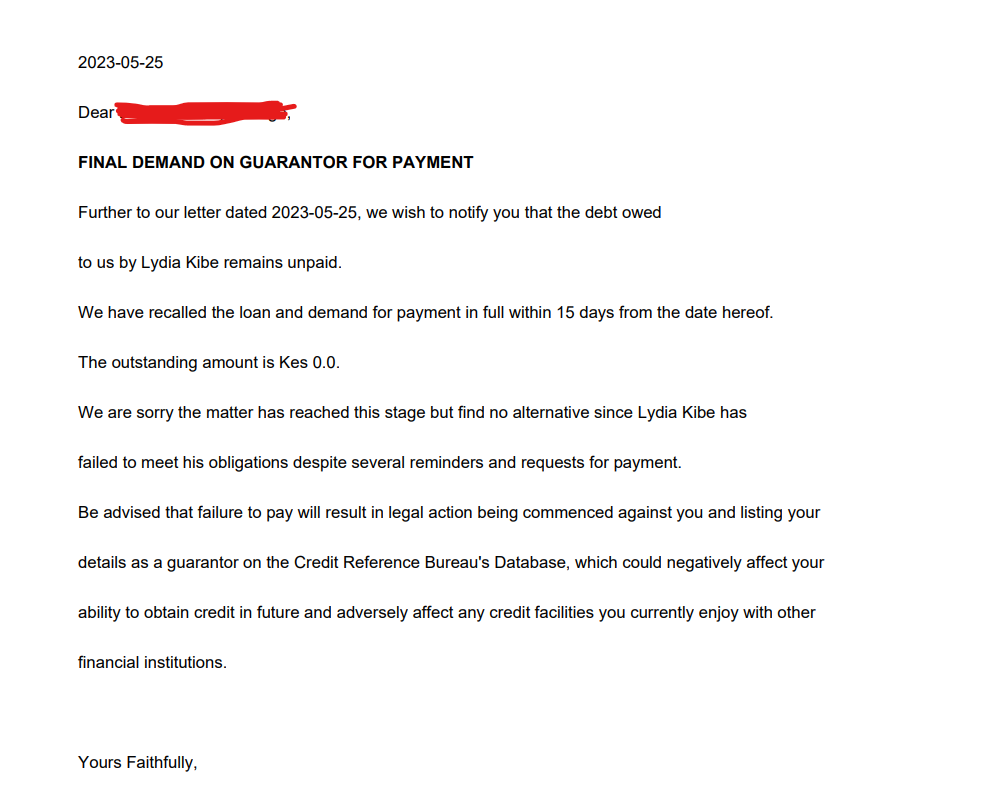 2023-05-25
Dear ,
FINAL DEMAND ON GUARANTOR FOR PAYMENT
Further to our letter dated 2023-05-25, we wish to notify you that the debt owed
to us by Lydia Kibe remains unpaid.
We have recalled the loan and demand for payment in full within 15 days from the date hereof.
The outstanding amount is Kes 0.0.
We are sorry the matter has reached this stage but find no alternative since Lydia Kibe has
failed to meet his obligations despite several reminders and requests for payment.
Be advised that failure to pay will result in legal action being commenced against you and listing your
details as a guarantor on the Credit Reference Bureau's Database, which could negatively affect your
ability to obtain credit in future and adversely affect any credit facilities you currently enjoy with other
financial institutions.
Yours Faithfully,